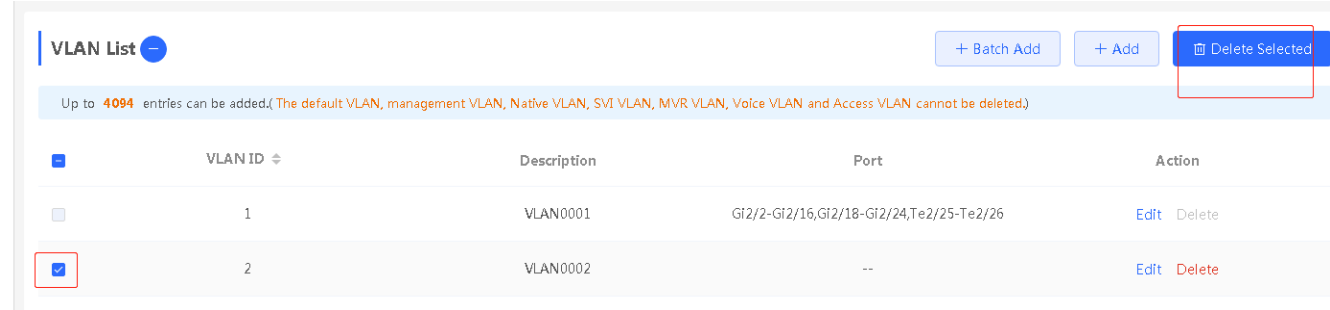 VLAN List
+ Batch Add + Add Delete Selected
Up to 4094 entries can be added.( The default VLAN, management VLAN, Native VLAN, SVI VLAN, MVR VLAN, Voice VLAN and Access VLAN cannot be deleted.)
VLAN ID Description Port Action
1 VLAN0001 Gi2/2-Gi2/16,Gi2/18-Gi2/24,Te2/25-Te2/26 Edit Delete
2 VLAN0002 -- Edit Delete